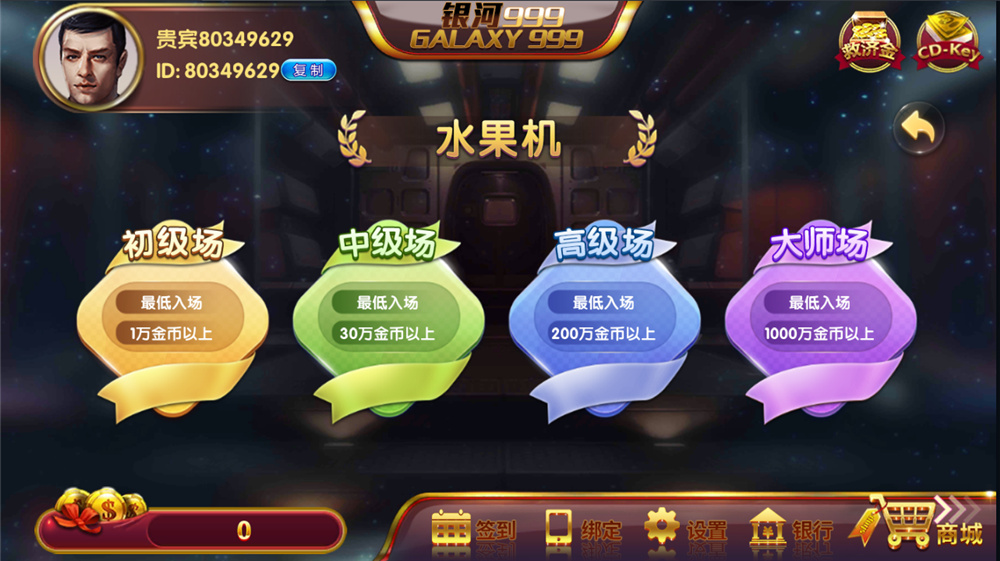 银河999
GALAXY 999
贵宾80349629
ID: 80349629
复制
救济金
CD-Key
水果机
初级场
最低入场
1万金币以上
中级场
最低入场
30万金币以上
高级场
最低入场
200万金币以上
大师场
最低入场
1000万金币以上
0
签到
绑定
设置
银行
商城